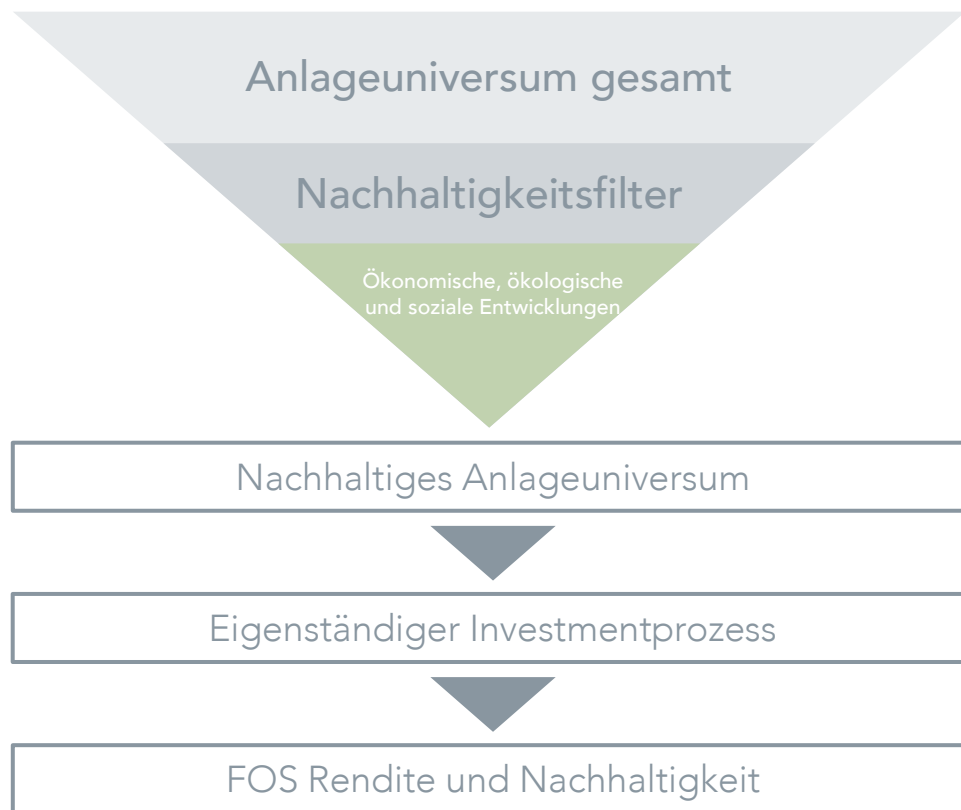 Anlageuniversum gesamt
Nachhaltigkeitsfilter
Ökonomische, ökologische
und soziale Entwicklungen
Nachhaltiges Anlageuniversum
Eigenständiger Investmentprozess
FOS Rendite und Nachhaltigkeit